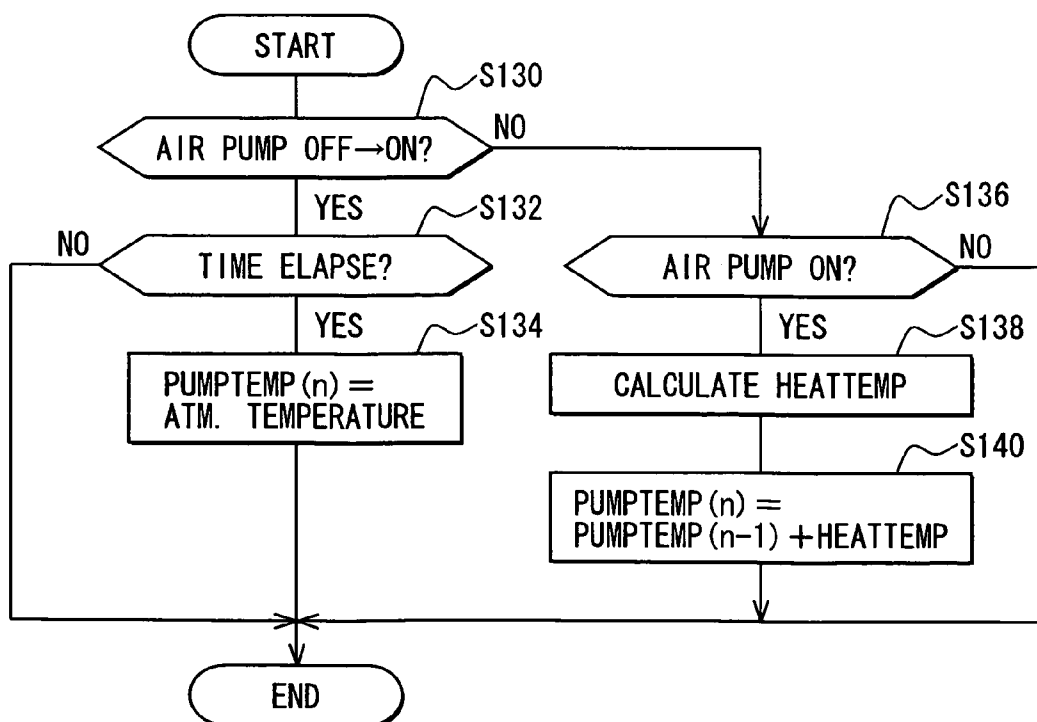 START
S130
AIR PUMP OFF→ON?
NO
YES
S132
NO
TIME ELAPSE?
YES
S134
PUMPTEMP(n)=
ATM. TEMPERATURE
S136
AIR PUMP ON?
NO
YES
S138
CALCULATE HEATTEMP
S140
PUMPTEMP(n)=
PUMPTEMP(n-1)+HEATTEMP
END